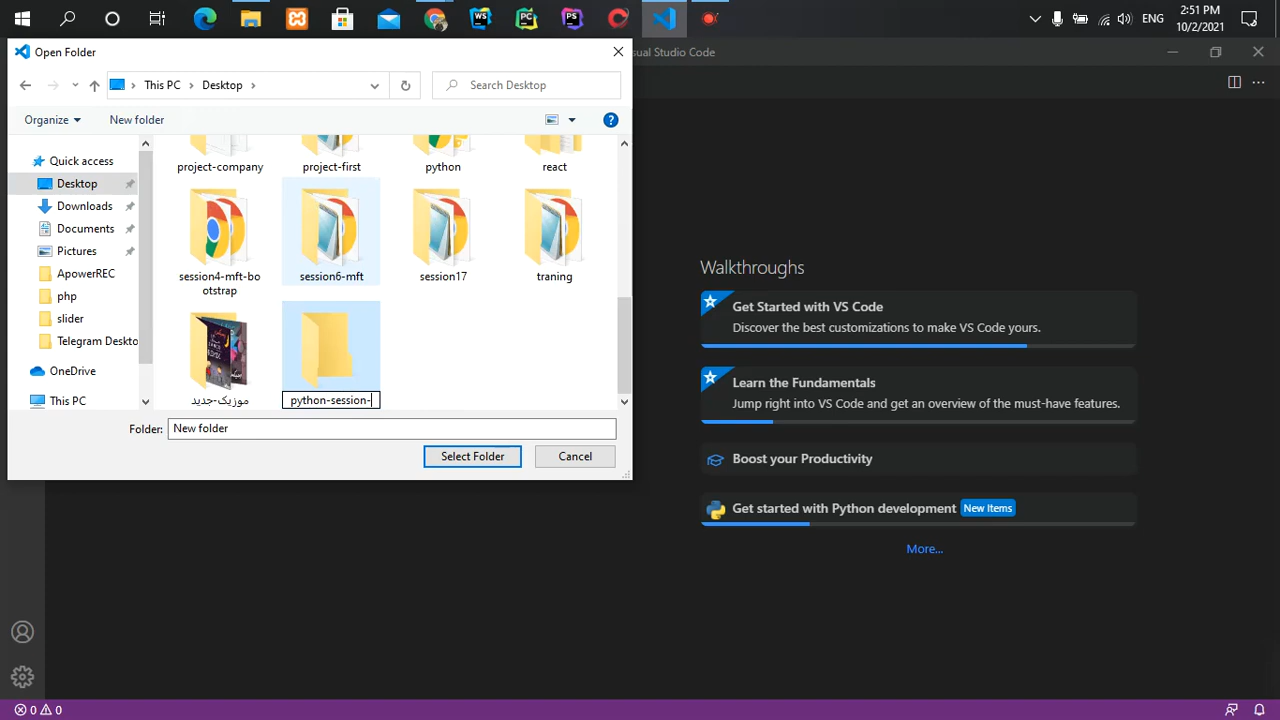 WS
PC
PS
ENG
2:51 PM
10/2/2021
Open Folder
sual Studio Code
This PC
Desktop
Search Desktop
Organize
New folder
Quick access
Desktop
Downloads
Documents
Pictures
ApowerREC
php
slider
Telegram Deskto
OneDrive
This PC
project-company
project-first
python
react
session4-mft-bo
otstrap
session6-mft
session17
traning
موزیک-جدید
python-session-
Folder:
New folder
Select Folder
Cancel
Walkthroughs
Get Started with VS Code
Discover the best customizations to make VS Code yours.
Learn the Fundamentals
Jump right into VS Code and get an overview of the must-have features.
Boost your Productivity
Get started with Python development
New Items
More...
0
0